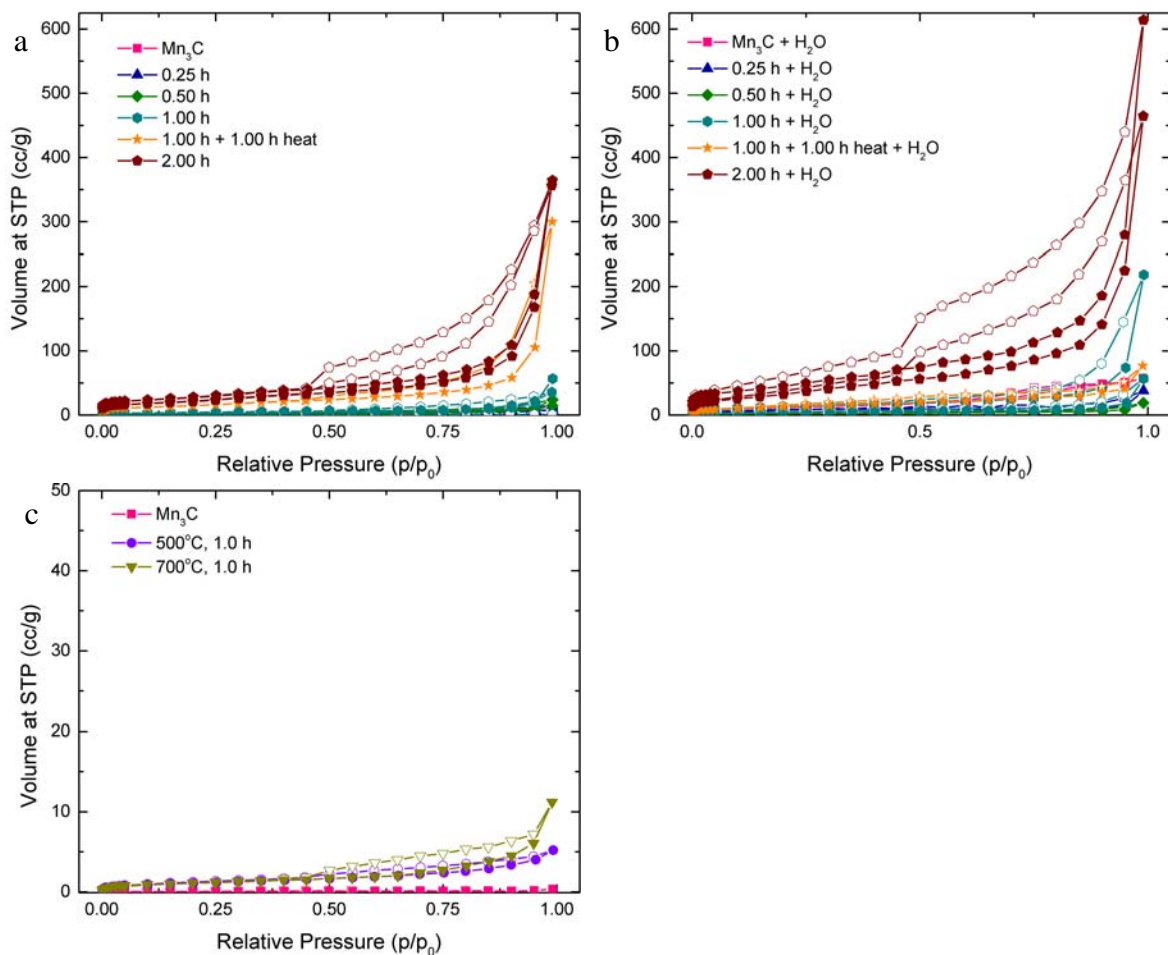 a
600
500
400
300
200
100
0
Volume at STP (cc/g)
Mn₃C
0.25 h
0.50 h
1.00 h
1.00 h + 1.00 h heat
2.00 h
0.00
0.25
0.50
0.75
1.00
Relative Pressure (p/p₀)
b
600
500
400
300
200
100
0
Volume at STP (cc/g)
Mn₃C + H₂O
0.25 h + H₂O
0.50 h + H₂O
1.00 h + H₂O
1.00 h + 1.00 h heat + H₂O
2.00 h + H₂O
0.0
0.5
1.0
Relative Pressure (p/p₀)
c
50
40
30
20
10
0
Volume at STP (cc/g)
Mn₃C
500°C, 1.0 h
700°C, 1.0 h
0.00
0.25
0.50
0.75
1.00
Relative Pressure (p/p₀)